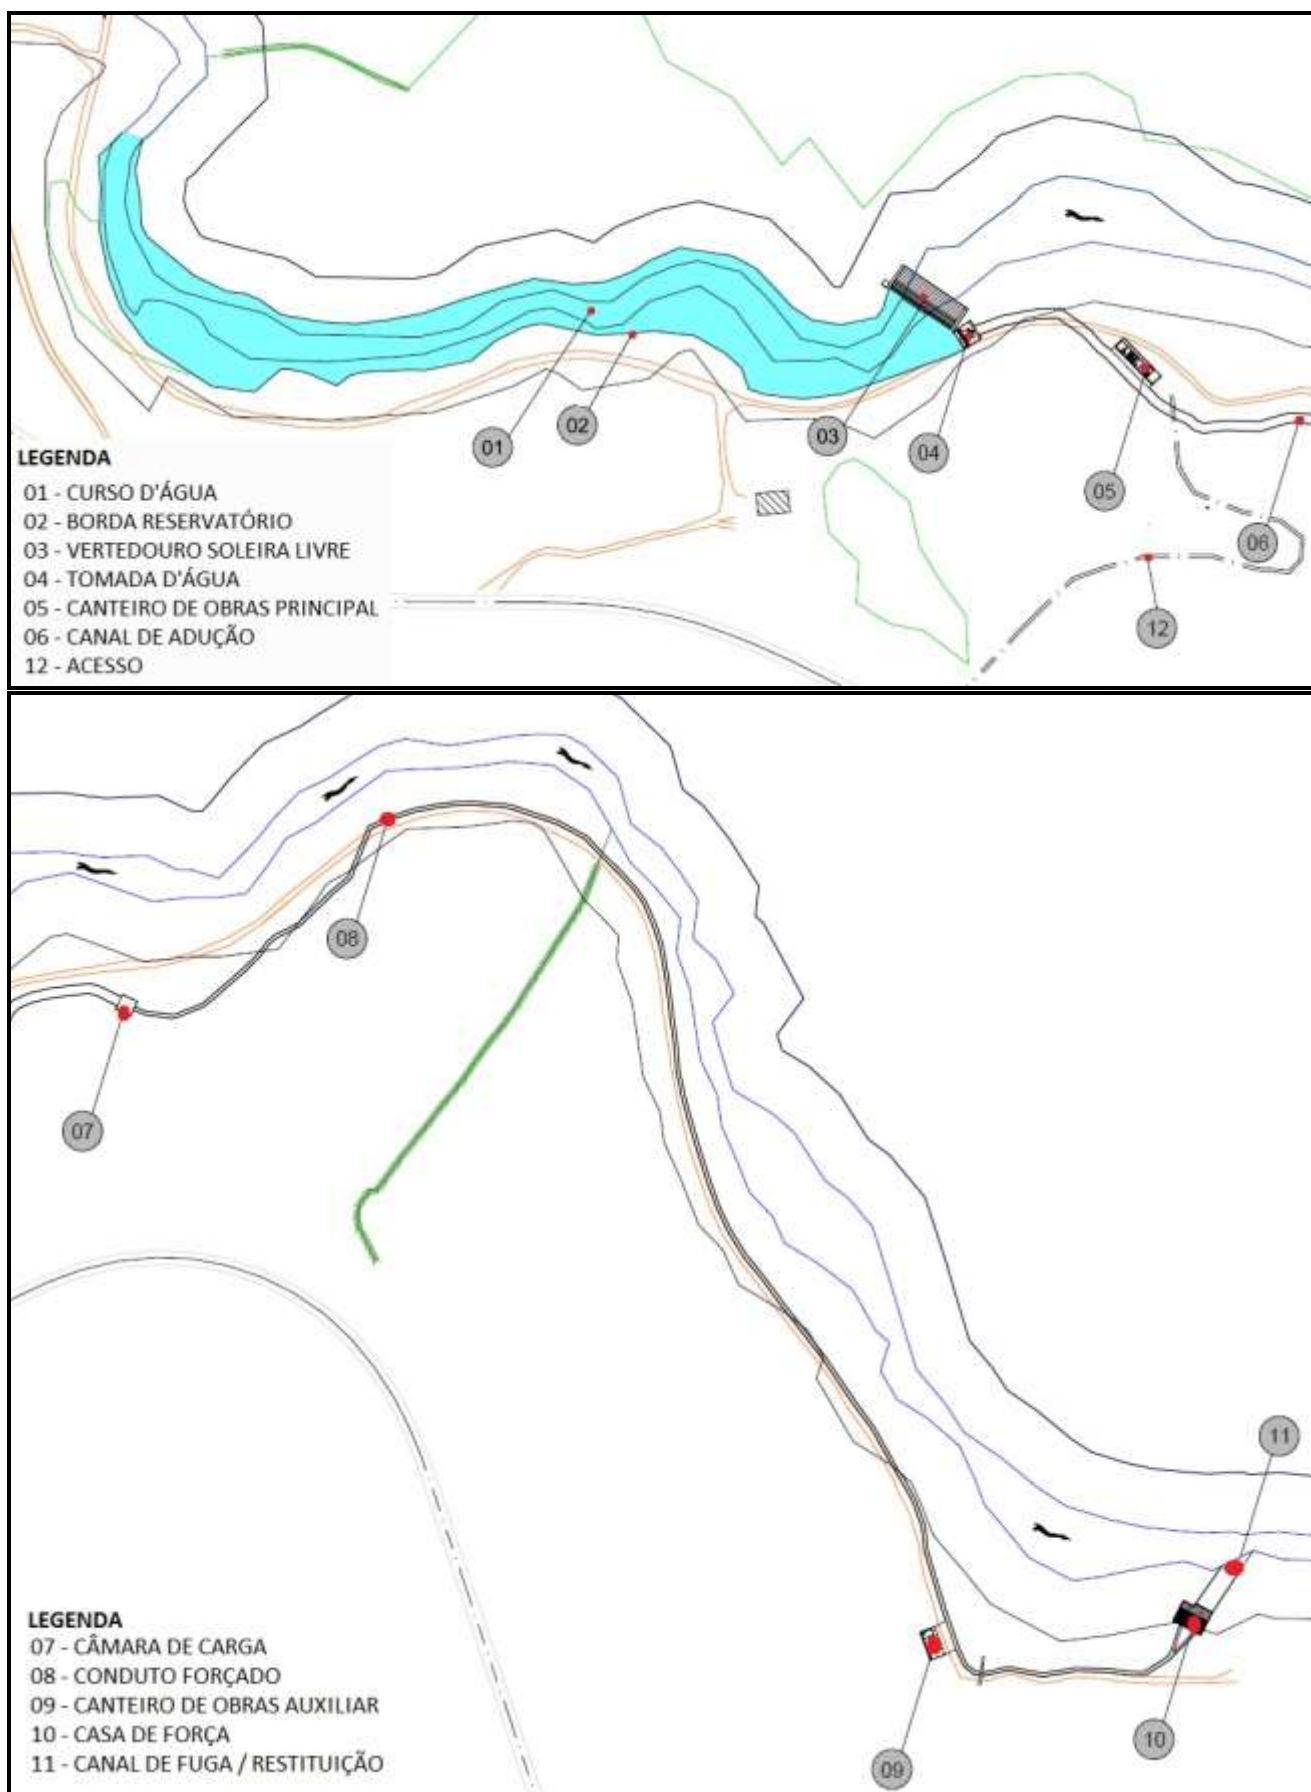 01
02
03
04
05
06
12
LEGENDA
01 - CURSO D'ÁGUA
02 - BORDA RESERVATÓRIO
03 - VERTEDOURO SOLEIRA LIVRE
04 - TOMADA D'ÁGUA
05 - CANTEIRO DE OBRAS PRINCIPAL
06 - CANAL DE ADUÇÃO
12 - ACESSO
08
07
11
10
09
LEGENDA
07 - CÂMARA DE CARGA
08 - CONDUTO FORÇADO
09 - CANTEIRO DE OBRAS AUXILIAR
10 - CASA DE FORÇA
11 - CANAL DE FUGA / RESTITUIÇÃO